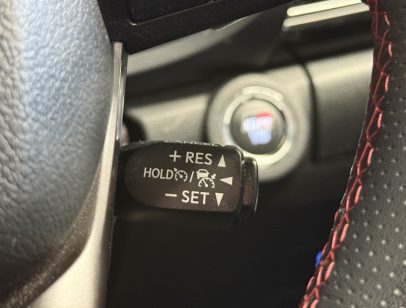 + RES ▲
HOLD / ◀
− SET ▼